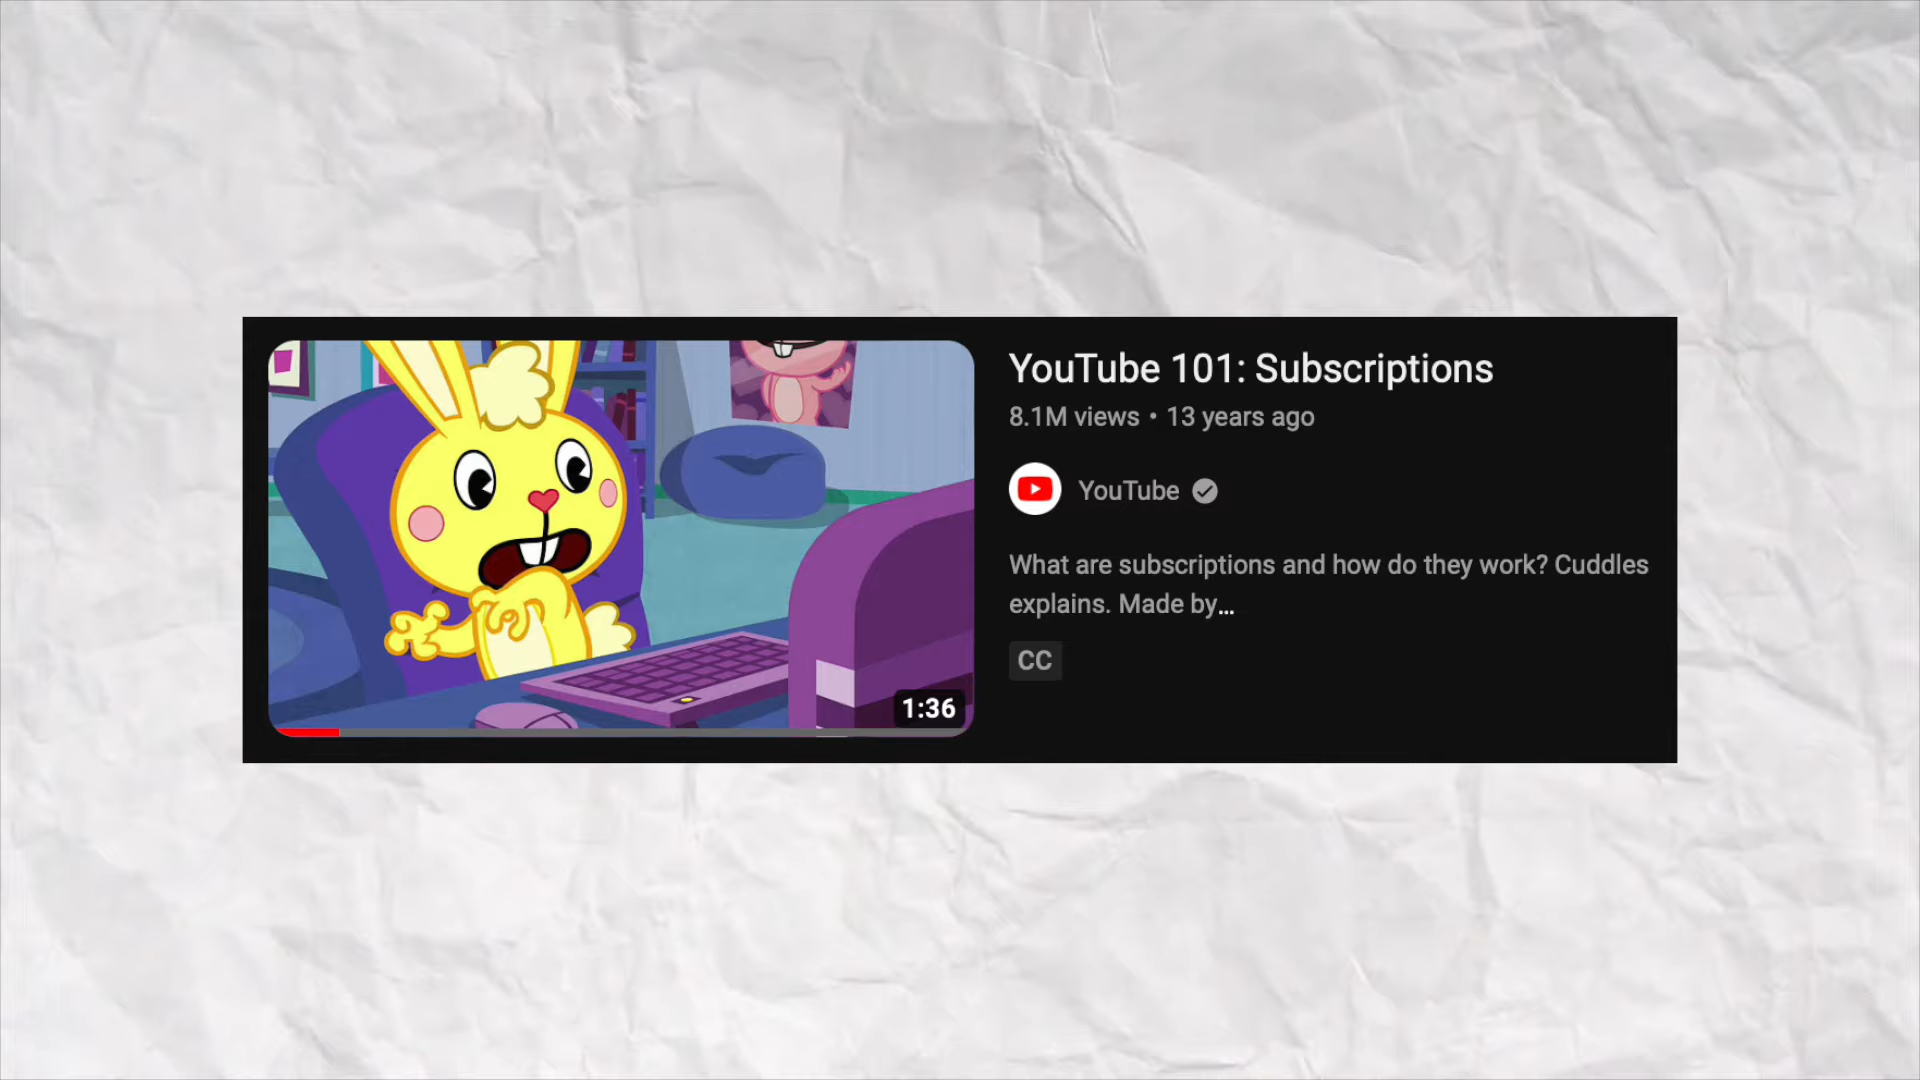 YouTube 101: Subscriptions
8.1M views • 13 years ago
YouTube
What are subscriptions and how do they work? Cuddles
explains. Made by...
CC
1:36